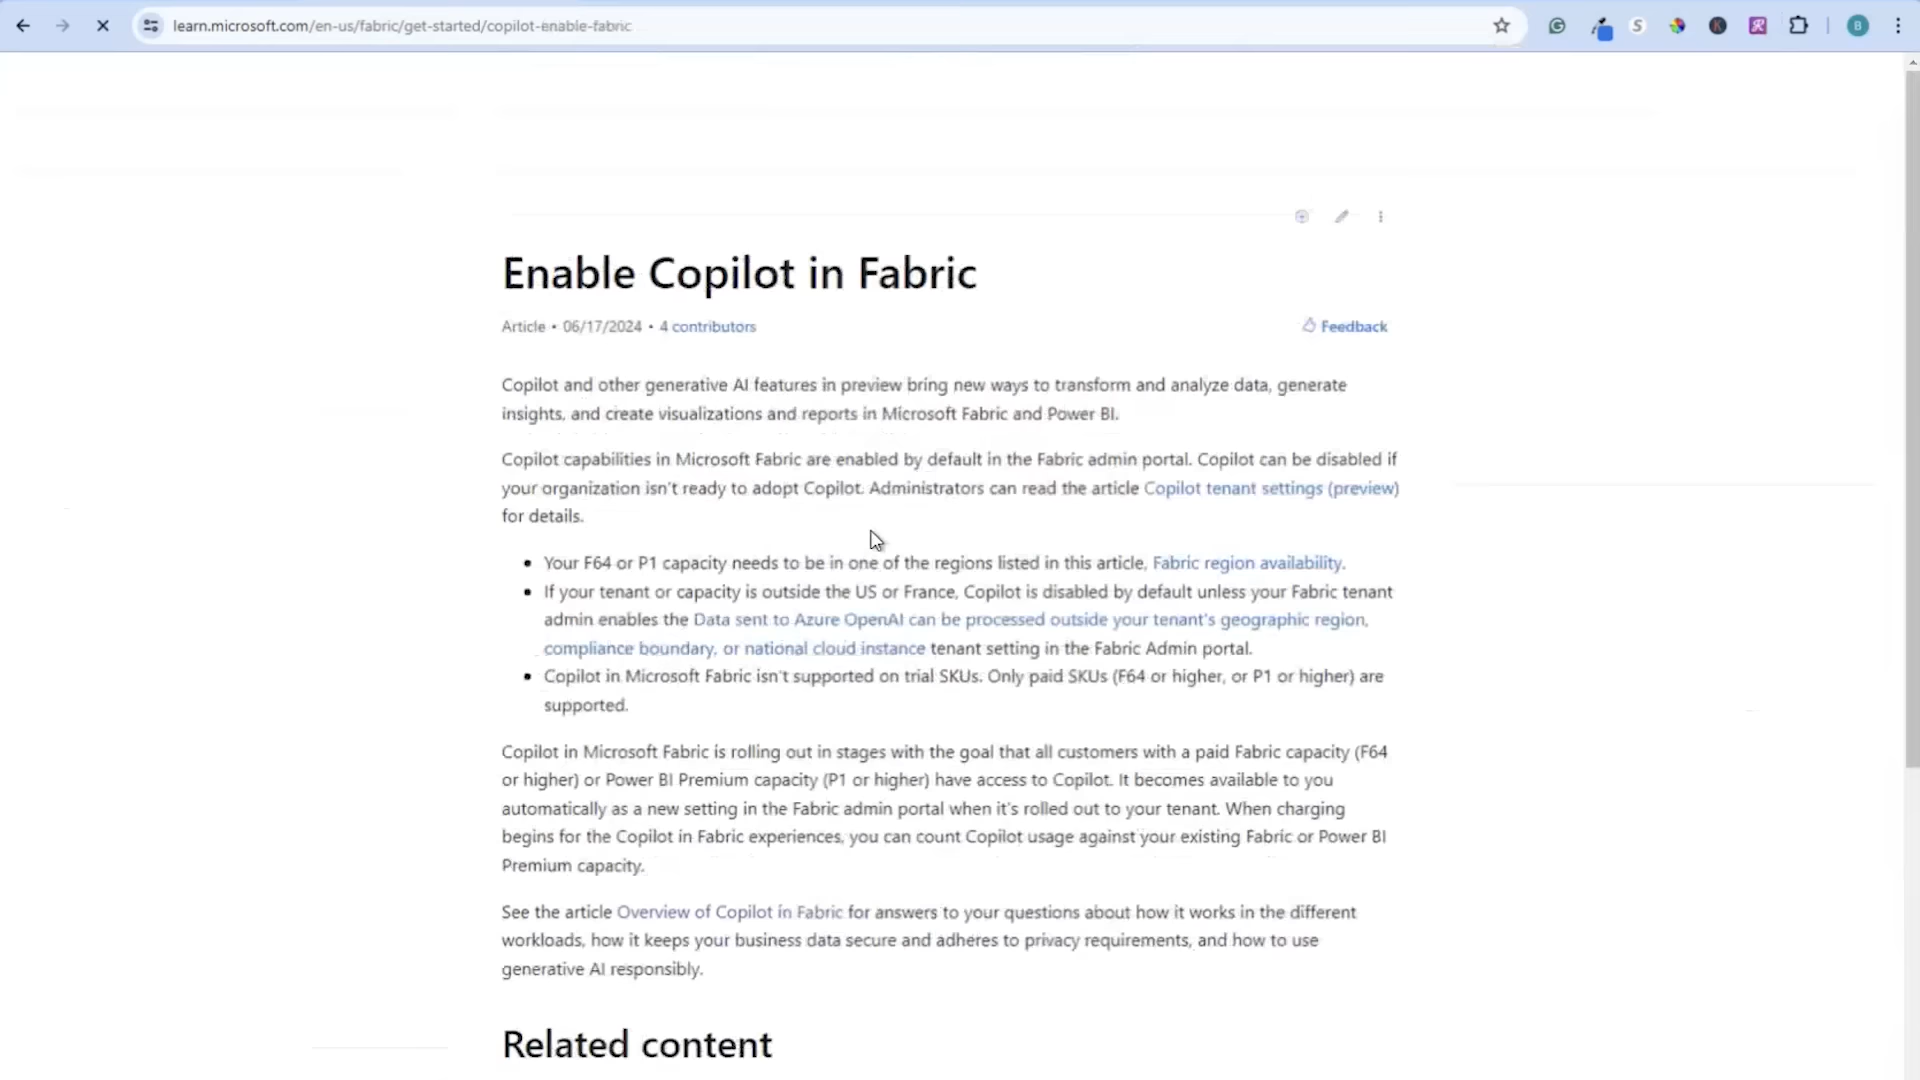 learn.microsoft.com/en-us/fabric/get-started/copilot-enable-fabric
S
K
B
Enable Copilot in Fabric
Article • 06/17/2024 • 4 contributors
Feedback
Copilot and other generative AI features in preview bring new ways to transform and analyze data, generate
insights, and create visualizations and reports in Microsoft Fabric and Power BI.
Copilot capabilities in Microsoft Fabric are enabled by default in the Fabric admin portal. Copilot can be disabled if
your organization isn't ready to adopt Copilot. Administrators can read the article Copilot tenant settings (preview)
for details.
• Your F64 or P1 capacity needs to be in one of the regions listed in this article, Fabric region availability.
• If your tenant or capacity is outside the US or France, Copilot is disabled by default unless your Fabric tenant
admin enables the Data sent to Azure OpenAI can be processed outside your tenant's geographic region,
compliance boundary, or national cloud instance tenant setting in the Fabric Admin portal.
• Copilot in Microsoft Fabric isn't supported on trial SKUs. Only paid SKUs (F64 or higher, or P1 or higher) are
supported.
Copilot in Microsoft Fabric is rolling out in stages with the goal that all customers with a paid Fabric capacity (F64
or higher) or Power BI Premium capacity (P1 or higher) have access to Copilot. It becomes available to you
automatically as a new setting in the Fabric admin portal when it's rolled out to your tenant. When charging
begins for the Copilot in Fabric experiences, you can count Copilot usage against your existing Fabric or Power BI
Premium capacity.
See the article Overview of Copilot in Fabric for answers to your questions about how it works in the different
workloads, how it keeps your business data secure and adheres to privacy requirements, and how to use
generative AI responsibly.
Related content